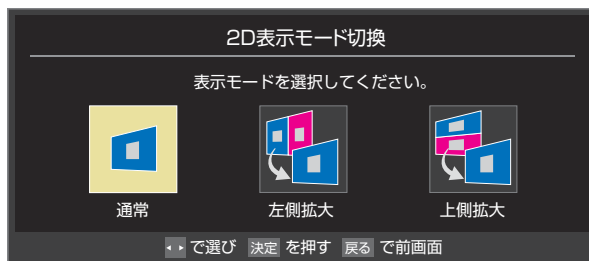 2D表示モード切換
表示モードを選択してください。
通常
左側拡大
上側拡大
で選び 決定 を押す 戻る で前画面